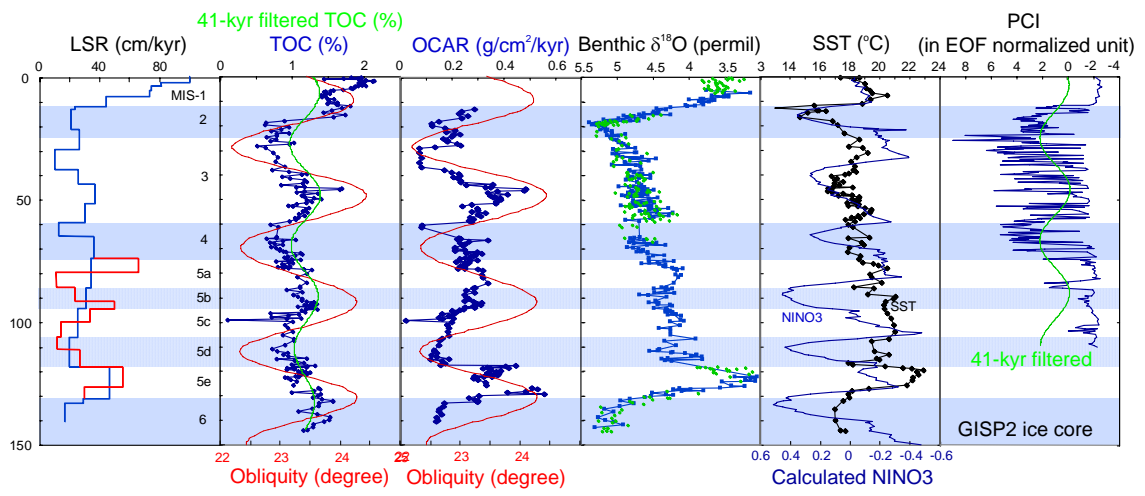 41-kyr filtered TOC (%)
PCI
LSR (cm/kyr)
TOC (%)
OCAR (g/cm²/kyr)
Benthic δ¹⁸O (permil)
SST (°C)
(in EOF normalized unit)
0 40 80
0 1 2
0 0.2 0.4 0.6
5.5 5 4.5 4 3.5 3
12 14 16 18 20 22 24
8 6 4 2 0 -2 -4
0
50
100
150
MIS-1
2
3
4
5a
5b
5c
5d
5e
6
NINO3
SST
41-kyr filtered
GISP2 ice core
22 23 24 25
22 23 24
0.6 0.4 0.2 0 -0.2 -0.4 -0.6
Obliquity (degree)
Obliquity (degree)
Calculated NINO3